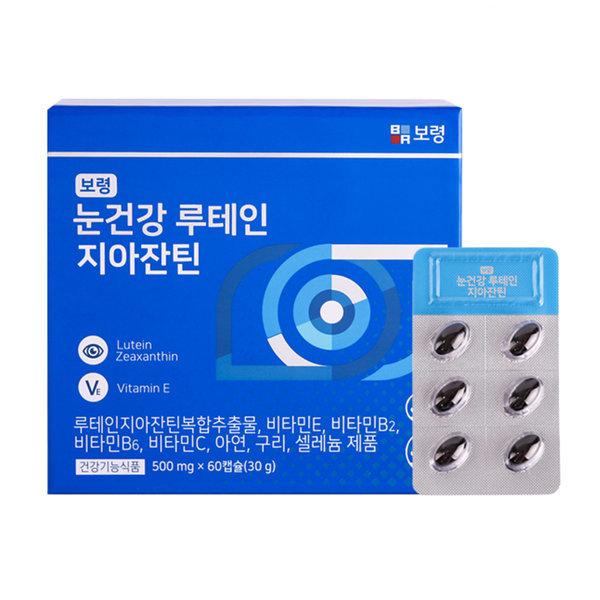 BR 보령
보령
눈건강 루테인
지아잔틴
Lutein
Zeaxanthin
VE Vitamin E
루테인지아잔틴복합추출물, 비타민E, 비타민B2,
비타민B6, 비타민C, 아연, 구리, 셀레늄 제품
건강기능식품 500 mg × 60캡슐(30 g)
보령
눈건강 루테인
지아잔틴